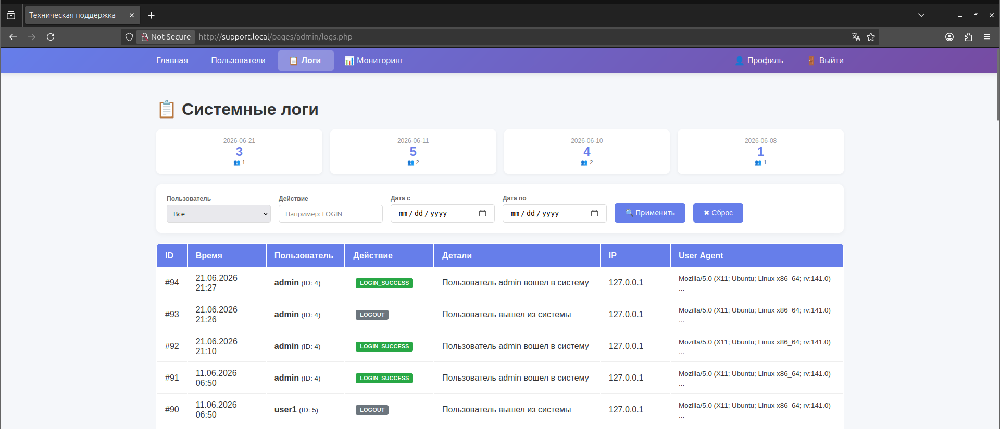 Техническая поддержка
Not Secure http://support.local/pages/admin/logs.php
Главная Пользователи 📋 Логи 📊 Мониторинг 👤 Профиль 🚪 Выйти
📋 Системные логи
2026-06-21
3
👥 1
2026-06-11
5
👥 2
2026-06-10
4
👥 2
2026-06-08
1
👥 1
Пользователь Действие Дата с Дата по
Все Например: LOGIN mm/dd/yyyy mm/dd/yyyy 🔍 Применить ✖ Сброс
ID Время Пользователь Действие Детали IP User Agent
#94 21.06.2026 21:27 admin (ID: 4) LOGIN_SUCCESS Пользователь admin вошел в систему 127.0.0.1 Mozilla/5.0 (X11; Ubuntu; Linux x86_64; rv:141.0) ...
#93 21.06.2026 21:26 admin (ID: 4) LOGOUT Пользователь вышел из системы 127.0.0.1 Mozilla/5.0 (X11; Ubuntu; Linux x86_64; rv:141.0) ...
#92 21.06.2026 21:10 admin (ID: 4) LOGIN_SUCCESS Пользователь admin вошел в систему 127.0.0.1 Mozilla/5.0 (X11; Ubuntu; Linux x86_64; rv:141.0) ...
#91 11.06.2026 06:50 admin (ID: 4) LOGIN_SUCCESS Пользователь admin вошел в систему 127.0.0.1 Mozilla/5.0 (X11; Ubuntu; Linux x86_64; rv:141.0) ...
#90 11.06.2026 06:50 user1 (ID: 5) LOGOUT Пользователь вышел из системы 127.0.0.1 Mozilla/5.0 (X11; Ubuntu; Linux x86_64; rv:141.0) ...